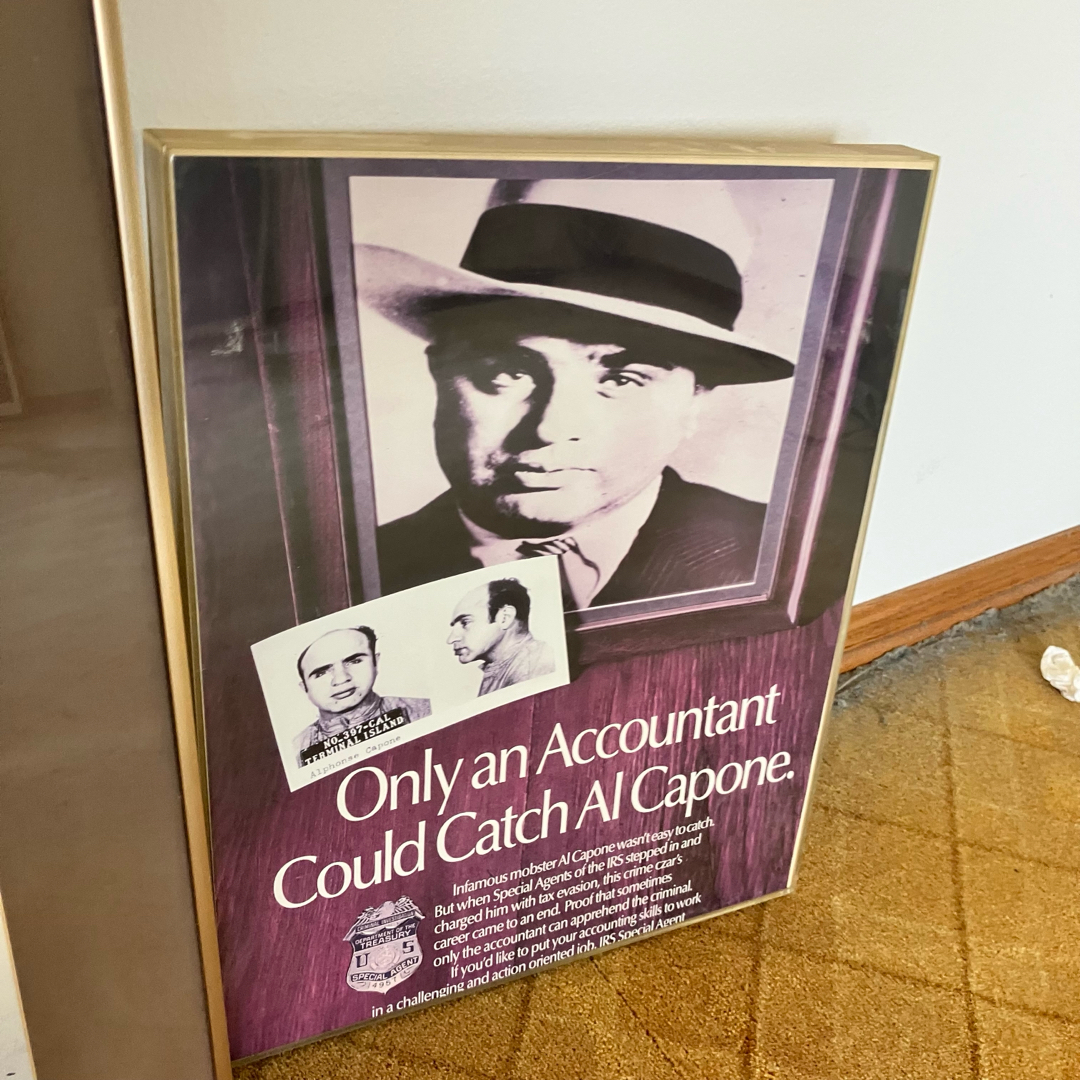 NO. 397-CAL
TERMINAL ISLAND
Alphonse Capone
Only an Accountant
Could Catch Al Capone.
Infamous mobster Al Capone wasn't easy to catch.
But when Special Agents of the IRS stepped in and
charged him with tax evasion, this crime czar's
career came to an end. Proof that sometimes
only the accountant can apprehend the criminal.
If you'd like to put your accounting skills to work
in a challenging and action oriented job, IRS Special Agent
CRIMINAL INVESTIGATOR
DEPARTMENT OF THE
TREASURY
U S
SPECIAL AGENT